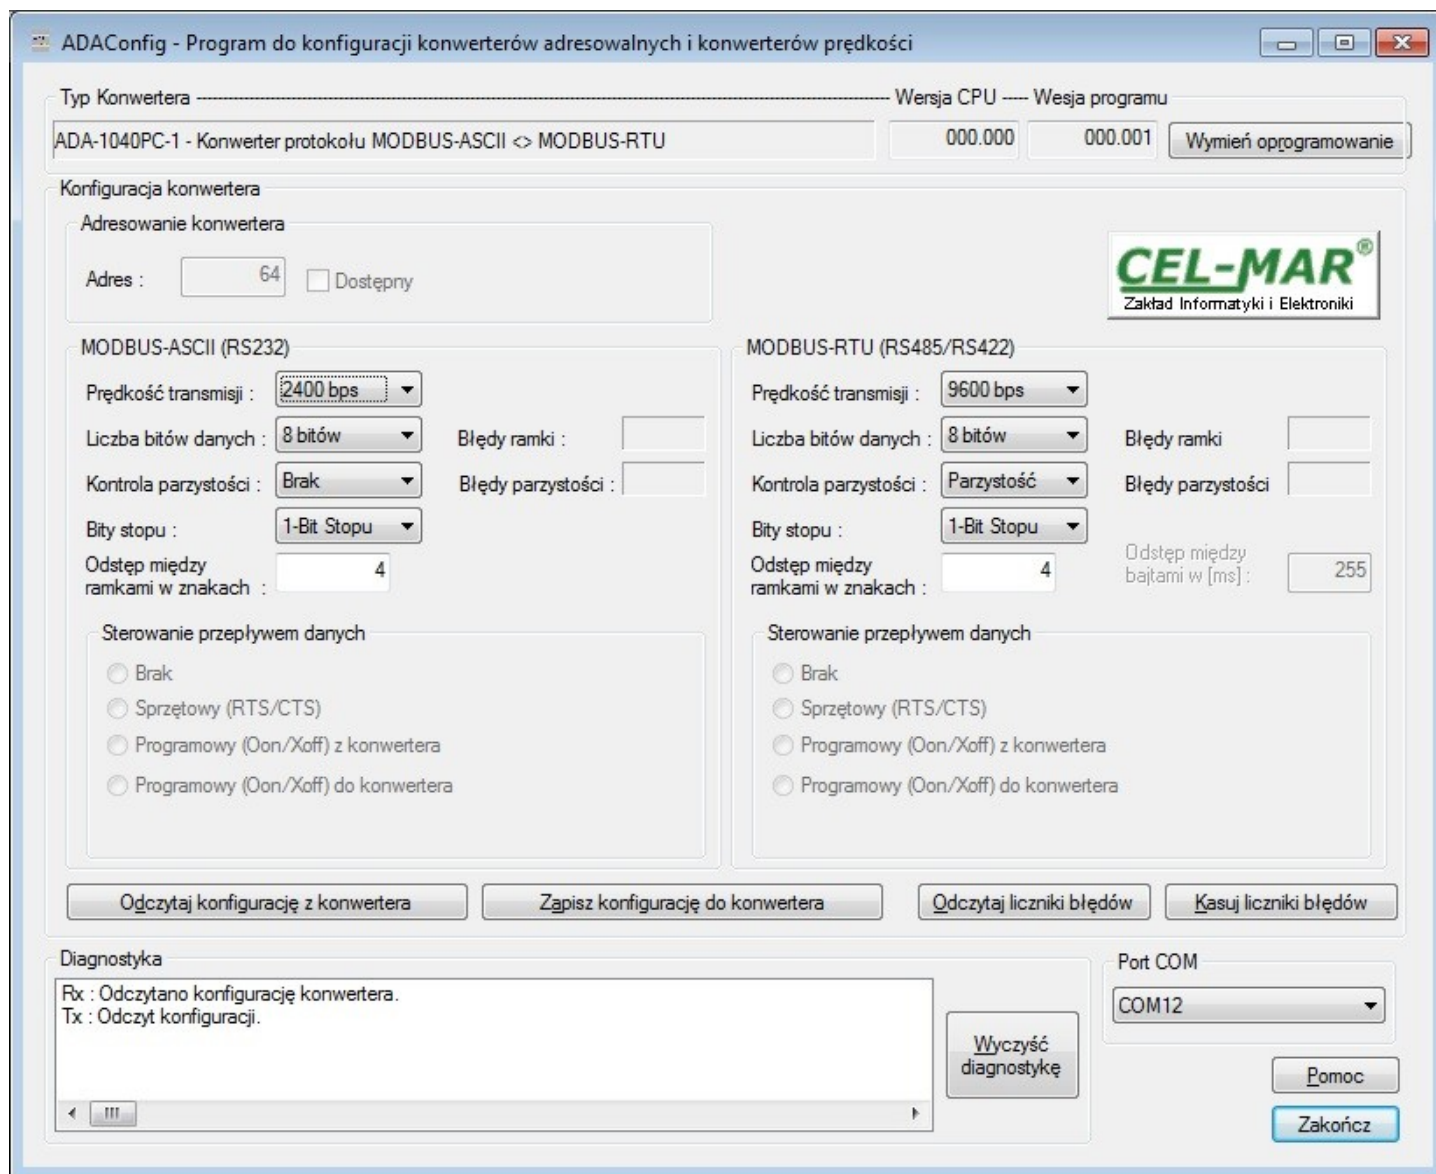 ADAConfig - Program do konfiguracji konwerterów adresowalnych i konwerterów prędkości
Typ Konwertera Wersja CPU Wesja programu
ADA-1040PC-1 - Konwerter protokołu MODBUS-ASCII <> MODBUS-RTU 000.000 000.001 Wymień oprogramowanie
Konfiguracja konwertera
Adresowanie konwertera
Adres : 64 Dostępny
CEL-MAR®
Zakład Informatyki i Elektroniki
MODBUS-ASCII (RS232)
Prędkość transmisji : 2400 bps
Liczba bitów danych : 8 bitów Błędy ramki :
Kontrola parzystości : Brak Błędy parzystości :
Bity stopu : 1-Bit Stopu
Odstęp między
ramkami w znakach : 4
Sterowanie przepływem danych
Brak
Sprzętowy (RTS/CTS)
Programowy (Oon/Xoff) z konwertera
Programowy (Oon/Xoff) do konwertera
MODBUS-RTU (RS485/RS422)
Prędkość transmisji : 9600 bps
Liczba bitów danych : 8 bitów Błędy ramki
Kontrola parzystości : Parzystość Błędy parzystości
Bity stopu : 1-Bit Stopu
Odstęp między
ramkami w znakach : 4
Odstęp między
bajtami w [ms] : 255
Sterowanie przepływem danych
Brak
Sprzętowy (RTS/CTS)
Programowy (Oon/Xoff) z konwertera
Programowy (Oon/Xoff) do konwertera
Odczytaj konfigurację z konwertera Zapisz konfigurację do konwertera Odczytaj liczniki błędów Kasuj liczniki błędów
Diagnostyka
Rx : Odczytano konfigurację konwertera.
Tx : Odczyt konfiguracji.
Wyczyść
diagnostykę
Port COM
COM12
Pomoc
Zakończ